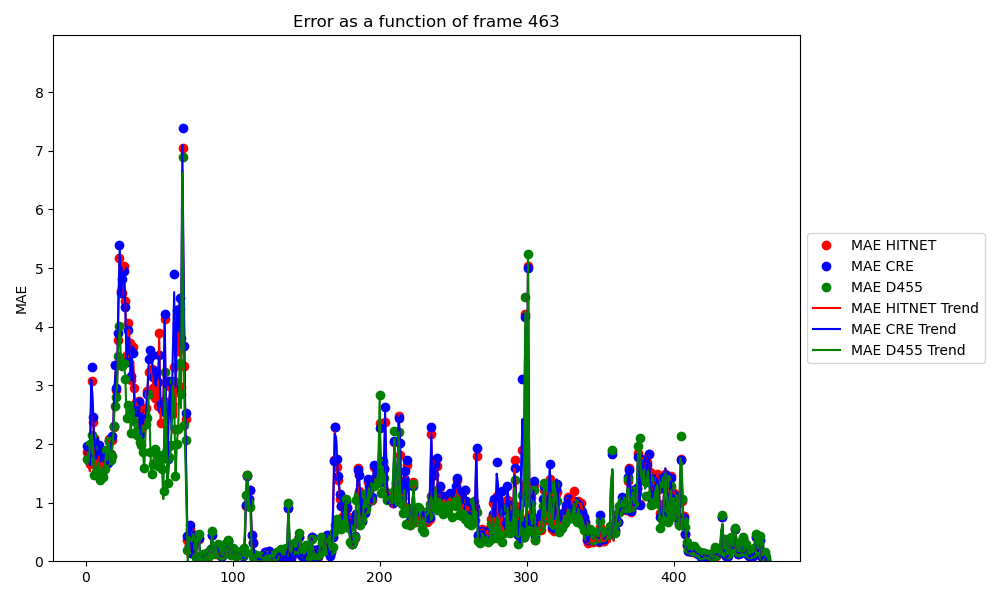 Error as a function of frame 463
MAE
8
7
6
5
4
3
2
1
0
0 100 200 300 400
MAE HITNET
MAE CRE
MAE D455
MAE HITNET Trend
MAE CRE Trend
MAE D455 Trend